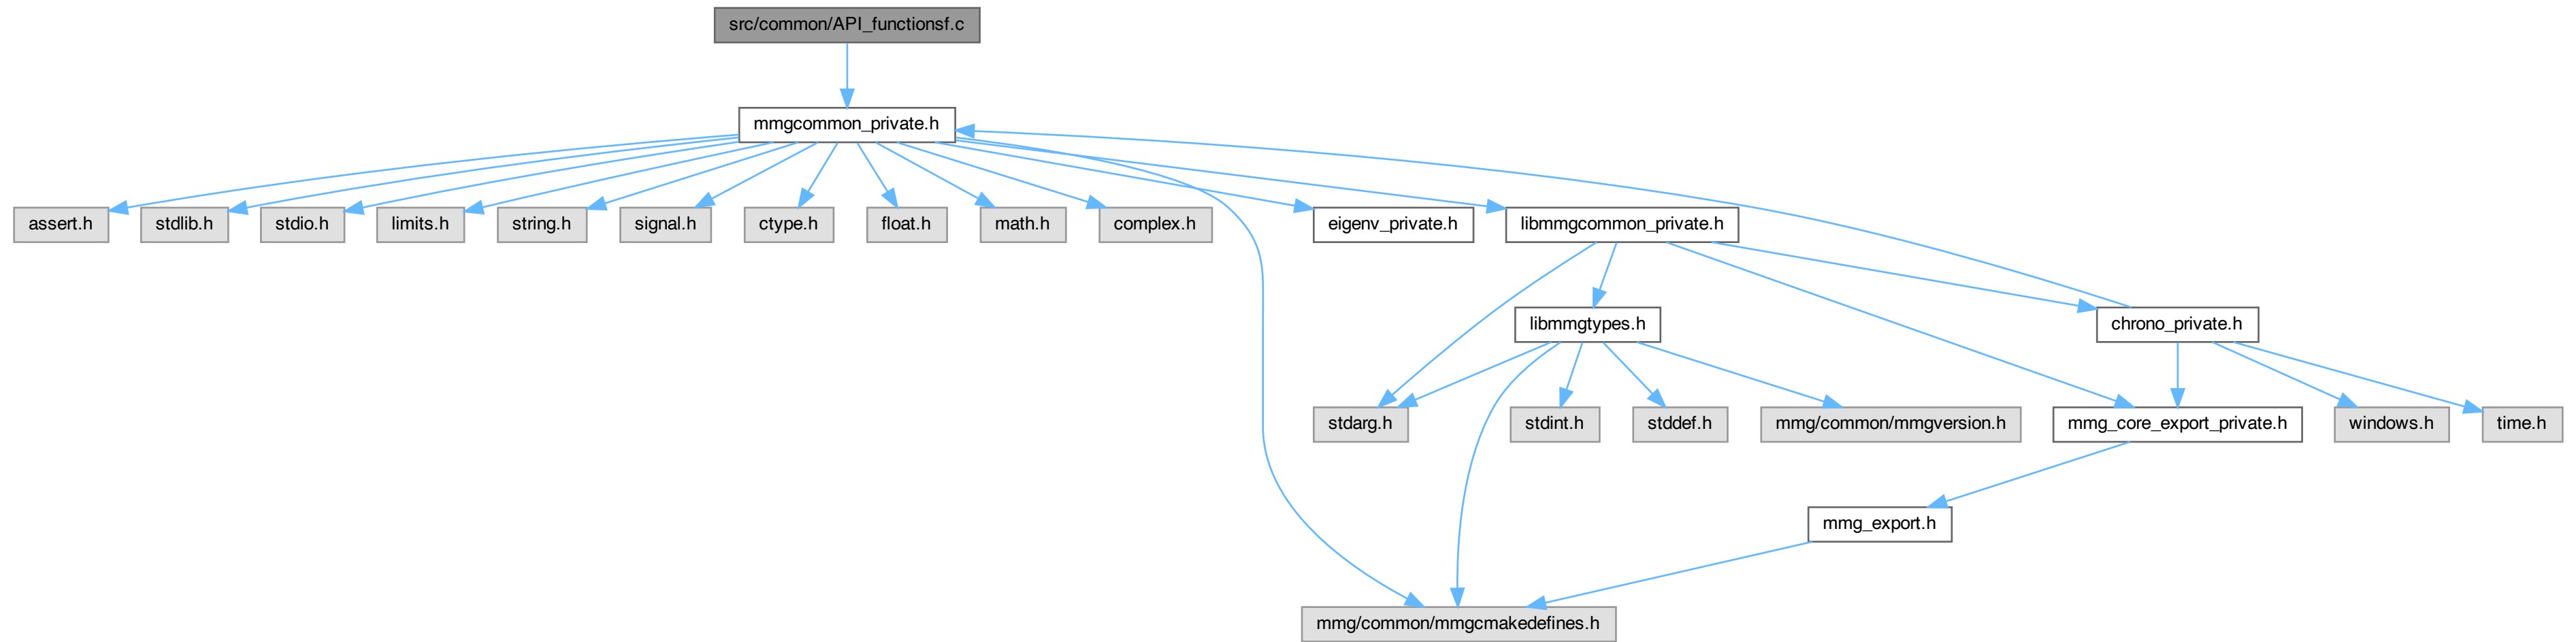 src/common/API_functionsf.c
mmgcommon_private.h
assert.h
stdlib.h
stdio.h
limits.h
string.h
signal.h
ctype.h
float.h
math.h
complex.h
eigenv_private.h
libmmgcommon_private.h
libmmgtypes.h
chrono_private.h
stdarg.h
stdint.h
stddef.h
mmg/common/mmgversion.h
mmg_core_export_private.h
windows.h
time.h
mmg_export.h
mmg/common/mmgcmakedefines.h